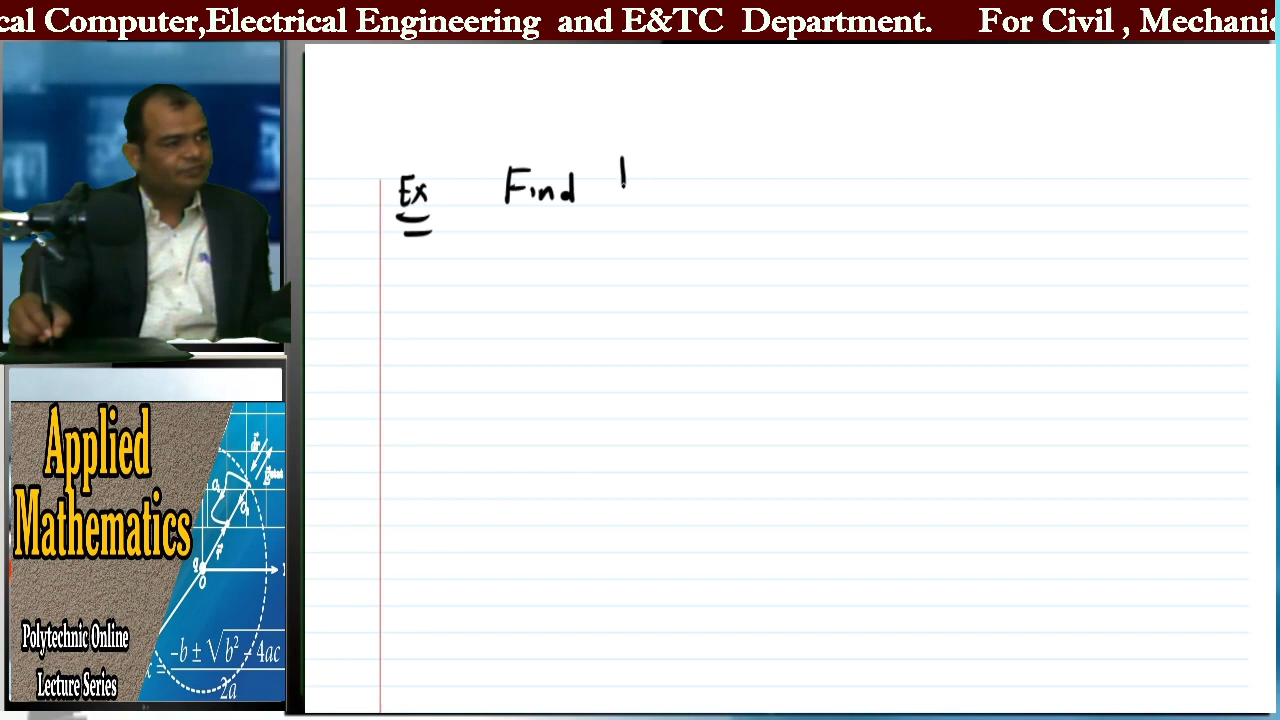 cal Computer,Electrical Engineering and E&TC Department. For Civil , Mechanic
Ex Find
Applied
Mathematics
Polytechnic Online
Lecture Series
-b ± √b² - 4ac
2a